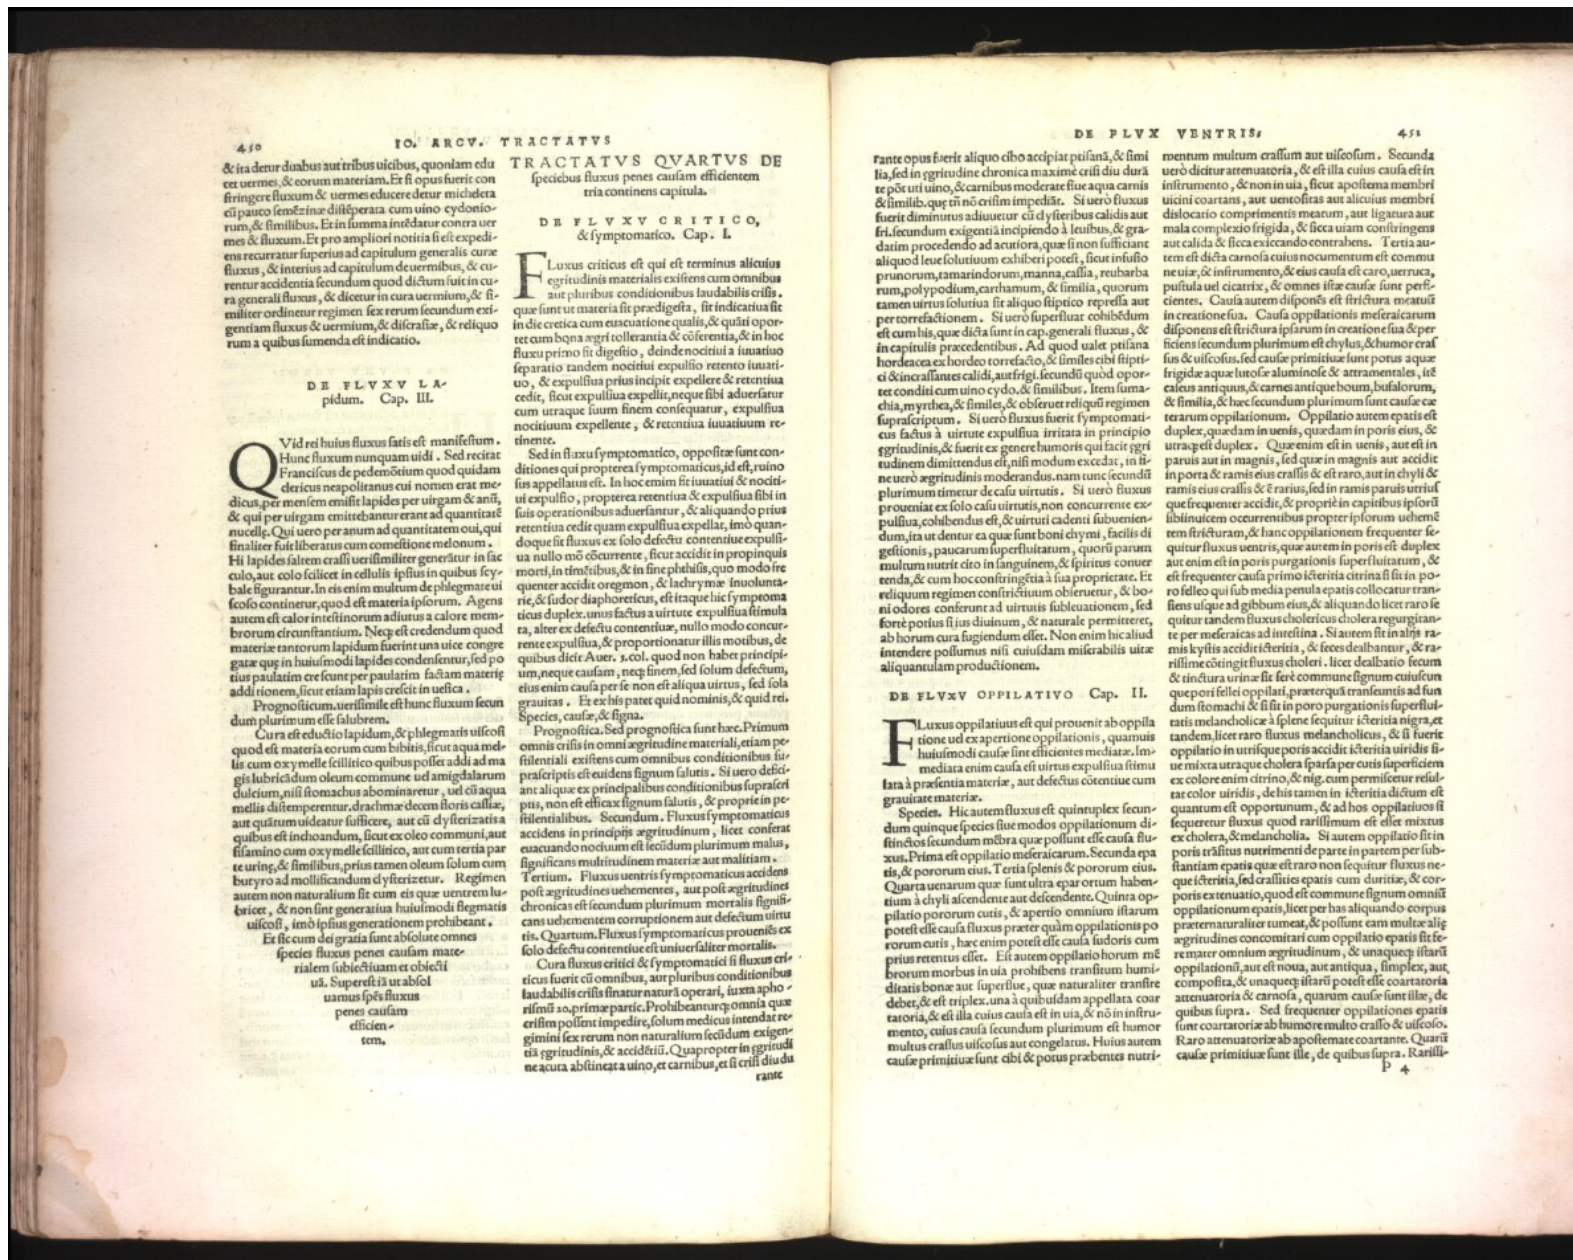 450
IO. ARCV. TRACTATVS
& ita detur duabus aut tribus uicibus, quoniam edu
cet uermes, & eorum materiam. Et si opus fuerit con
stringere fluxum & uermes educere detur micheleta
cũ pauco semẽzinæ distẽperata cum uino cydonio-
rum, & similibus. Et in summa intẽdatur contra uer
mes & fluxum. Et pro ampliori notitia si est expedi-
ens recurratur superius ad capitulum generalis curæ
fluxus, & interius ad capitulum de uermibus, & cu-
rentur accidentia secundum quod dictum fuit in cu-
ra generali fluxus, & dicetur in cura uermium, & si-
militer ordinetur regimen sex rerum secundum exi-
gentiam fluxus & uermium, & discrasiæ, & reliquo
rum a quibus sumenda est indicatio.
DE FLVXV LA-
pidum. Cap. III.
QVid rei huius fluxus satis est manifestum.
Hunc fluxum nunquam uidi. Sed recitat
Franciscus de pedemõtium quod quidam
clericus neapolitanus cui nomen erat me-
dicus, per mensem emisit lapides per uirgam & anũ,
& qui per uirgam emittebantur erant ad quantitatẽ
nucellę. Qui uero per anum ad quantitatem oui, qui
finaliter fuit liberatus cum comestione melonum.
Hi lapides saltem crassi uerisimiliter generãtur in sac
culo, aut colo scilicet in cellulis ipsius in quibus scy-
bale figurantur. In eis enim multum de phlegmate ui
scoso continetur, quod est materia ipsorum. Agens
autem est calor intestinorum adiutus a calore mem-
brorum circunstantium. Neq; est credendum quod
materiæ tantorum lapidum fuerint una uice congre
gatæ quę in huiusmodi lapides condensentur, sed po
tius paulatim crescunt per paulatim factam materię
additionem, sicut etiam lapis crescit in uesica.
Prognosticum. uerisimile est hunc fluxum secun
dum plurimum esse salubrem.
Cura est eductio lapidum, & phlegmatis uiscosi
quod est materia eorum cum bibitis, sicut aqua mel-
lis cum oxymelle scillitico quibus posset addi ad ma
gis lubricãdum oleum commune uel amigdalarum
dulcium, nisi stomachus abominaretur, uel cũ aqua
mellis distemperentur. drachmæ decem floris cassiæ,
aut quãtum uideatur sufficere, aut cũ clysterizatis a
quibus est inchoandum, sicut ex oleo communi, aut
sisamino cum oxymelle scillitico, aut cum tertia par
te urinę, & similibus, prius tamen oleum solum cum
butyro ad mollificandum clysterizetur. Regimen
autem non naturalium sit cum eis quæ uentrem lu-
bricet, & non sint generatiua huiusmodi flegmatis
uiscosi, imò ipsius generationem prohibeant.
Et sic cum dei gratia sunt absolute omnes
species fluxus penes causam mate-
rialem subiectiuam et obiecti
uã. Superest iã ut absol
uamus spẽs fluxus
penes causam
efficien-
tem.
TRACTATVS QVARTVS DE
speciebus fluxus penes causam efficientem
tria continens capitula.
DE FLVXV CRITICO,
& symptomatico. Cap. I.
FLuxus criticus est qui est terminus alicuius
egritudinis materialis existens cum omnibus
aut pluribus conditionibus laudabilis crisis.
quæ sunt ut materia sit prædigesta, sit indicatiua sit
in die cretica cum euacuatione qualis, & quãti opor-
tet cum bona ægri tollerantia & cõferentia, & in hoc
fluxu primo fit digestio, deinde nocitiui a iuuatiuo
separatio tandem nocitiui expulsio retento iuuati-
uo, & expulsiua prius incipit expellere & retentiua
cedit, sicut expulsiua expellit, neque sibi aduersatur
cum utraque suum finem consequatur, expulsiua
nocitiuum expellente, & retentiua iuuatiuum re-
tinente.
Sed in fluxu symptomatico, oppositæ sunt con-
ditiones qui propterea symptomaticus, id est, ruino
sus appellatus est. In hoc enim fit iuuatiui & nociti-
ui expulsio, propterea retentiua & expulsiua sibi in
suis operationibus aduersantur, & aliquando prius
retentiua cedit quam expulsiua expellat, imò quan-
doque fit fluxus ex solo defectu contentiue expulsi-
ua nullo mõ cõcurrente, sicut accidit in propinquis
morti, in timẽtibus, & in fine phthisis, quo modo fre
quenter accidit oregmon, & lachrymæ inuolunta-
rie, & sudor diaphoreticus, est itaque hic symptoma
ticus duplex. unus factus a uirtute expulsiua stimula
ta, alter ex defectu contentiuæ, nullo modo concur-
rente expulsiua, & proportionatur illis motibus, de
quibus dicit Auer. 3. col. quod non habet principi-
um, neque causam, neq; finem, sed solum defectum,
eius enim causa per se non est aliqua uirtus, sed sola
grauitas. Et ex his patet quid nominis, & quid rei.
Species, causæ, & signa.
Prognostica. Sed prognostica sunt hæc. Primum
omnis crisis in omni ægritudine materiali, etiam pe-
stilentiali existens cum omnibus conditionibus su-
prascriptis est euidens signum salutis. Si uero defici-
ant aliquæ ex principalibus conditionibus suprascri
ptis, non est efficax signum salutis, & proprie in pe-
stilentialibus. Secundum. Fluxus symptomaticus
accidens in principijs ægritudinum, licet conferat
euacuando nociuum est secũdum plurimum malus,
significans multitudinem materiæ aut malitiam.
Tertium. Fluxus uentris symptomaticus accidens
post ægritudines uehementes, aut post ægritudines
chronicas est secundum plurimum mortalis signifi-
cans uehementem corruptionem aut defectum uirtu
tis. Quartum. Fluxus symptomaticus proueniẽs ex
solo defectu contentiue est uniuersaliter mortalis.
Cura fluxus critici & symptomatici si fluxus cri-
ticus fuerit cũ omnibus, aut pluribus conditionibus
laudabilis crisis sinatur naturã operari, iuxta apho-
rismũ 20. primæ partic. Prohibeanturq; omnia quæ
crisim possent impedire, solum medicus intendat re-
gimini sex rerum non naturalium secũdum exigen-
tiã ęgritudinis, & accidẽtiũ. Quapropter in ęgritudi
ne acuta abstineat a uino, et carnibus, et si crisi diu du
rante
DE FLVX VENTRIS,
451
rante opus fuerit aliquo cibo accipiat ptisanã, & simi
lia, sed in ęgritudine chronica maximè crisi diu durã
te põt uti uino, & carnibus moderate siue aqua carnis
& similib. quę tñ nõ crisim impediãt. Si uerò fluxus
fuerit diminutus adiuuetur cũ clysteribus calidis aut
fri. secundum exigentiã incipiendo à leuibus, & gra-
datim procedendo ad acutiora, quæ si non sufficiant
aliquod leue solutiuum exhiberi potest, sicut infusio
prunorum, tamarindorum, manna, cassia, reubarba
rum, polypodium, carthamum, & similia, quorum
tamen uirtus solutiua sit aliquo stiptico repressa aut
per torrefactionem. Si uerò superfluat cohibẽdum
est cum his, quæ dicta sunt in cap. generali fluxus, &
in capitulis præcedentibus. Ad quod ualet ptisana
hordeacea ex hordeo torrefacto, & similes cibi stipti-
ci & incrassantes calidi, aut frigi. secundũ quod opor-
tet conditi cum uino cydo. & similibus. Item suma-
chia, myrthea, & similes, & obseruet reliquũ regimen
suprascriptum. Si uerò fluxus fuerit symptomati-
cus factus à uirtute expulsiua irritata in principio
ęgritudinis, & fuerit ex genere humoris qui facit ęgri
tudinem dimittendus est, nisi modum excedat, in fi-
ne uerò ægritudinis moderandus. nam tunc secundũ
plurimum timetur de casu uirtutis. Si uerò fluxus
proueniat ex solo casu uirtutis, non concurrente ex-
pulsiua, cohibendus est, & uirtuti cadenti subuenien-
dum, ita ut dentur ea quæ sunt boni chymi, facilis di
gestionis, paucarum superfluitatum, quorũ parum
multum nutrit cito in sanguinem, & spiritus conuer
tenda, & cum hoc constringẽtia à sua proprietate. Et
reliquum regimen constrictiuum obseruetur, & bo-
ni odores conferunt ad uirtutis subleuationem, sed
fortè potius si ius diuinum, & naturale permitteret,
ab horum cura fugiendum esset. Non enim hic aliud
intendere possumus nisi cuiusdam miserabilis uitæ
aliquantulam productionem.
DE FLVXV OPPILATIVO Cap. II.
FLuxus oppilatiuus est qui prouenit ab oppila
tione uel ex apertione oppilationis, quamuis
huiusmodi causæ sint efficientes mediatæ. Im-
mediata enim causa est uirtus expulsiua stimu
lata à præsentia materiæ, aut defectus cõtentiue cum
grauitate materiæ.
Species. Hic autem fluxus est quintuplex secun-
dum quinque species siue modos oppilationum di-
stinctos secundum mẽbra quæ possunt esse causa flu-
xus. Prima est oppilatio meseraicarum. Secunda epa
tis, & pororum eius. Tertia splenis & pororum eius.
Quarta uenarum quæ sunt ultra epar ortum haben-
tium à chyli ascendente aut descendente. Quinta op-
pilatio pororum cutis, & apertio omnium istarum
potest esse causa fluxus præter quàm oppilationis po
rorum cutis, hæc enim potest esse causa sudoris cum
prius retentus esset. Est autem oppilatio horum mẽ
brorum morbus in uia prohibens transitum humi-
ditatis bonæ aut superflue, quæ naturaliter transire
debet, & est triplex. una à quibusdam appellata coar
tatoria, & est illa cuius causa est in uia, & nõ in instru-
mento, cuius causa secundum plurimum est humor
multus crassus uiscosus aut congelatus. Huius autem
causæ primitiuæ sunt cibi & potus præbentes nutri-
mentum multum crassum aut uiscosum. Secunda
uerò dicitur attenuatoria, & est illa cuius causa est in
instrumento, & non in uia, sicut apostema membri
uicini coartans, aut uentositas aut alicuius membri
dislocatio comprimentis meatum, aut ligatura aut
mala complexio frigida, & sicca uiam constringens
aut calida & sicca exiccando contrahens. Tertia au-
tem est dicta carnosa cuius nocumentum est commu
ne uiæ, & instrumento, & eius causa est caro, uerruca,
pustula uel cicatrix, & omnes istæ causæ sunt perfi-
cientes. Causa autem disponẽs est strictura meatuũ
in creatione sua. Causa oppilationis meseraicarum
disponens est strictura ipsarum in creatione sua & per
ficiens secundum plurimum est chylus, & humor craf
sus & uiscosus. sed causæ primitiuæ sunt potus aquæ
frigidæ aquæ lutosæ aluminose & attramentales, itẽ
caseus antiquus, & carnes antique boum, bufalorum,
& similia, & hæc secundum plurimum sunt causæ cæ
terarum oppilationum. Oppilatio autem epatis est
duplex, quædam in uenis, quædam in poris eius, &
utraq; est duplex. Quæ enim est in uenis, aut est in
paruis aut in magnis, sed quæ in magnis aut accidit
in porta & ramis eius crassis & est raro, aut in chyli &
ramis eius crassis & ẽ rarius, sed in ramis paruis utrius
que frequenter accidit, & propriè in capitibus ipsorũ
sibi inuicem occurrentibus propter ipsorum uehemẽ
tem stricturam, & hanc oppilationem frequenter se-
quitur fluxus uentris, quæ autem in poris est duplex
aut enim est in poris purgationis superfluitatum, &
est frequenter causa primo icteritia citrina si sit in po-
ro felleo qui sub media penula epatis collocatur tran-
siens usque ad gibbum eius, & aliquando licet raro se
quitur tandem fluxus cholericus cholera regurgitan-
te per meseraicas ad intestina. Si autem sit in alijs ra-
mis kystis accidit icteritia, & feces dealbantur, & ra-
rissime cõtingit fluxus choleri. licet dealbatio fecum
& tinctura urinæ sit ferè commune signum cuiuscun
que pori fellei oppilati, præterquã transeuntis ad fun
dum stomachi & si sit in poro purgationis superflui-
tatis melancholicæ à splene sequitur icteritia nigra, et
tandem, licet raro fluxus melancholicus, & si fuerit
oppilatio in utrisque poris accidit icteritia uiridis si-
ue mixta utraque cholera sparsa per cutis superficiem
ex colore enim citrino, & nig. cum permiscetur resul-
tat color uiridis, de his tamen in icteritia dictum est
quantum est opportunum, & ad hos oppilatiuos si
sequeretur fluxus quod rarissimum est esset mixtus
ex cholera, & melancholia. Si autem oppilatio sit in
poris trãsitus nutrimenti de parte in partem per sub-
stantiam epatis quæ est raro non sequitur fluxus ne-
que icteritia, sed crassities epatis cum duritiæ, & cor-
poris extenuatio, quod est commune signum omniũ
oppilationum epatis, licet per has aliquando corpus
præternaturaliter tumeat, & possunt eam multæ alię
ægritudines concomitari cum oppilatio epatis sit fe-
re mater omnium ægritudinum, & unaqueq; istarũ
oppilationũ, aut est noua, aut antiqua, simplex, aut
composita, & unaqueq; istarũ potest esse coartatoria
attenuatoria & carnosa, quarum causæ sunt illæ, de
quibus supra. Sed frequenter oppilationes epatis
sunt coartatoriæ ab humore multo crasso & uiscoso.
Raro attenuatoriæ ab apostemate coartante. Quarũ
causæ primitiuæ sunt ille, de quibus supra. Rarissi-
P 4